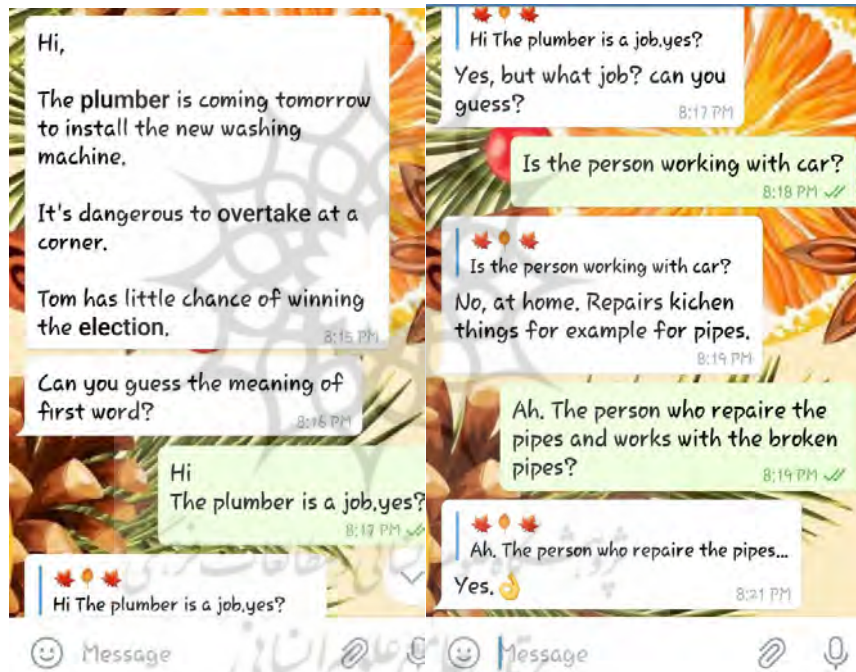 Hi,
The plumber is coming tomorrow
to install the new washing
machine.
It's dangerous to overtake at a
corner.
Tom has little chance of winning
the election.
8:15 PM
Can you guess the meaning of
first word?
8:16 PM
Hi
The plumber is a job,yes?
8:17 PM
Hi The plumber is a job,yes?
Message
Hi The plumber is a job,yes?
Yes, but what job? can you
guess?
8:17 PM
Is the person working with car?
8:18 PM
Is the person working with car?
No, at home. Repairs kichen
things for example for pipes.
8:19 PM
Ah. The person who repaire the
pipes and works with the broken
pipes?
8:19 PM
Ah. The person who repaire the pipes...
Yes.
8:21 PM
Message